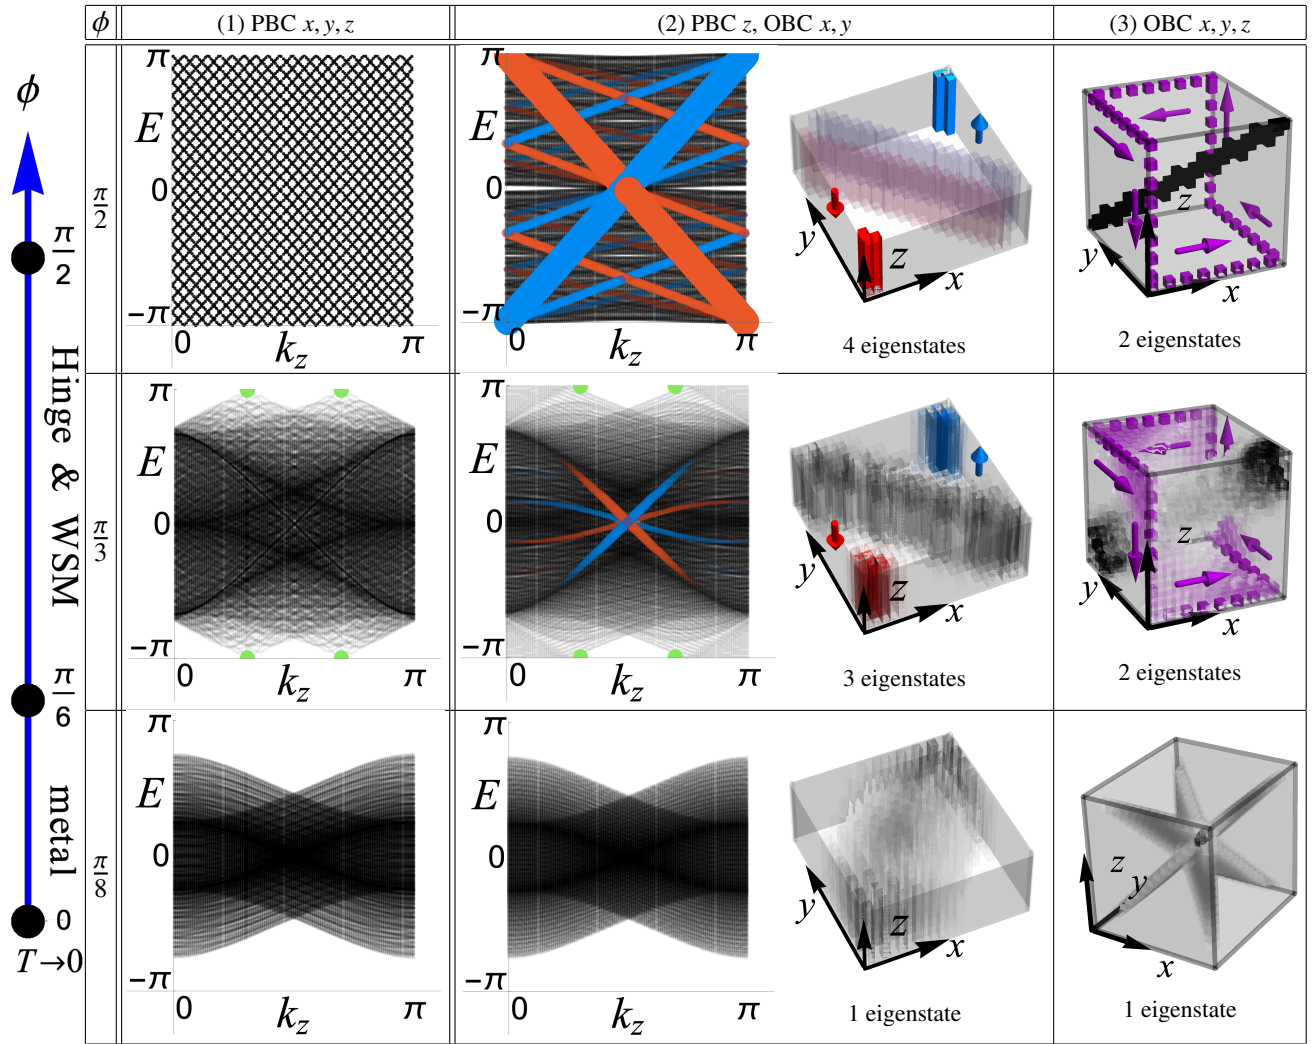 ϕ (1) PBC x, y, z (2) PBC z, OBC x, y (3) OBC x, y, z
ϕ
π/2
Hinge & WSM
π/6
metal
0
T→0
π/2
π
E
0
−π
0 k_z π
π
E
0
−π
0 k_z π
y z x
4 eigenstates
y z x
2 eigenstates
π/3
π
E
0
−π
0 k_z π
π
E
0
−π
0 k_z π
y z x
3 eigenstates
y z x
2 eigenstates
π/8
π
E
0
−π
0 k_z π
π
E
0
−π
0 k_z π
y z x
1 eigenstate
z y x
1 eigenstate